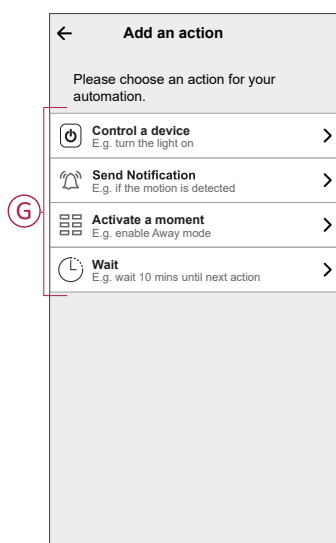 Add an action
Please choose an action for your
automation.
Control a device
E.g. turn the light on
Send Notification
E.g. if the motion is detected
G
Activate a moment
E.g. enable Away mode
Wait
E.g. wait 10 mins until next action